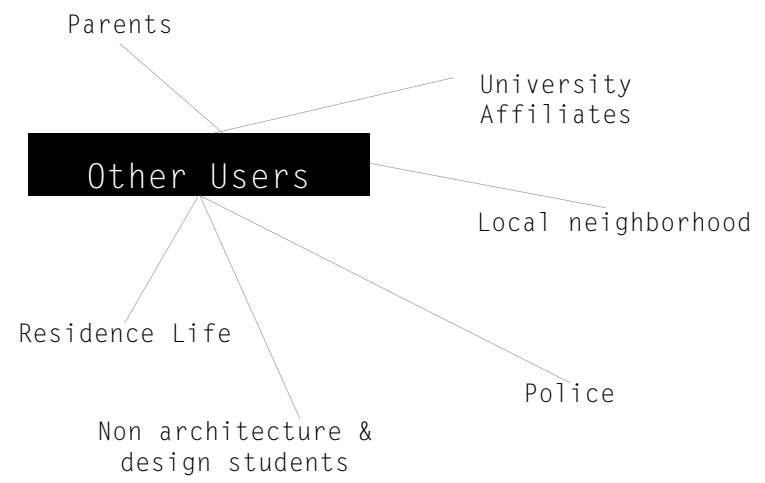 Parents
University
Affiliates
Other Users
Local neighborhood
Residence Life
Police
Non architecture &
design students